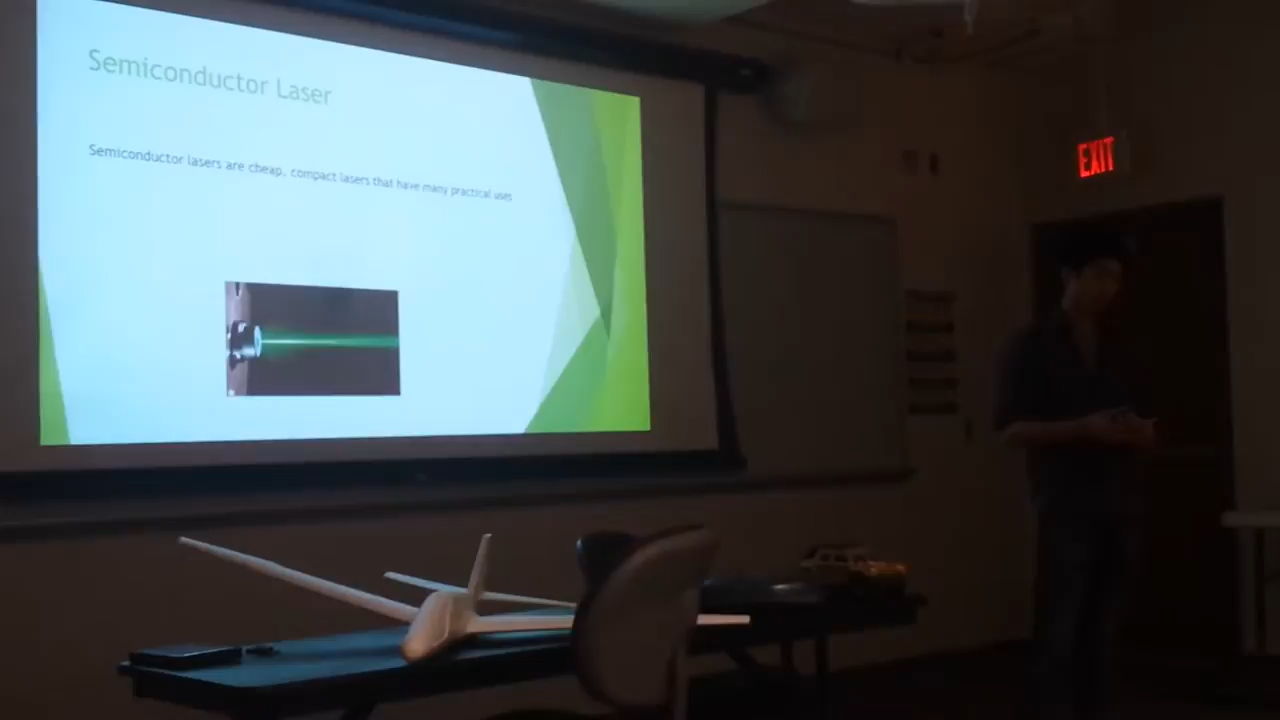 Semiconductor Laser
Semiconductor lasers are cheap, compact lasers that have many practical uses
EXIT